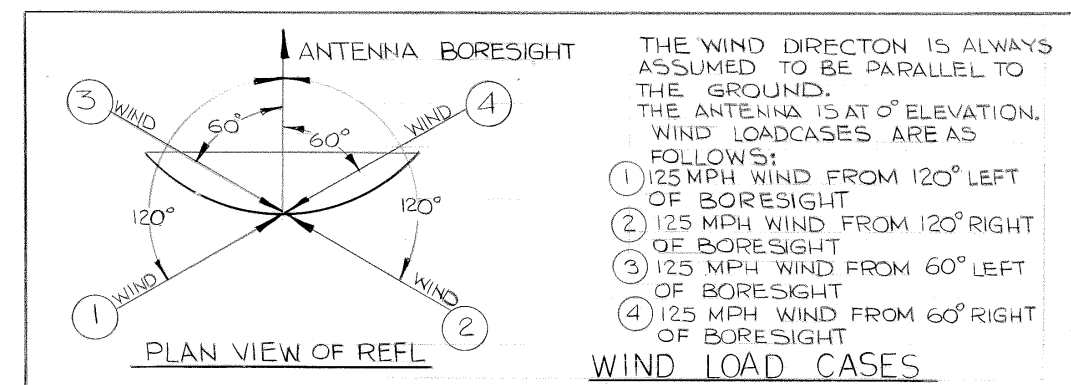 ANTENNA BORESIGHT
3
WIND
60°
60°
WIND
4
120°
120°
WIND
1
WIND
2
PLAN VIEW OF REFL
THE WIND DIRECTON IS ALWAYS
ASSUMED TO BE PARALLEL TO
THE GROUND.
THE ANTENNA IS AT 0° ELEVATION.
WIND LOADCASES ARE AS
FOLLOWS:
1 125 MPH WIND FROM 120° LEFT
OF BORESIGHT
2 125 MPH WIND FROM 120° RIGHT
OF BORESIGHT
3 125 MPH WIND FROM 60° LEFT
OF BORESIGHT
4 125 MPH WIND FROM 60° RIGHT
OF BORESIGHT
WIND LOAD CASES